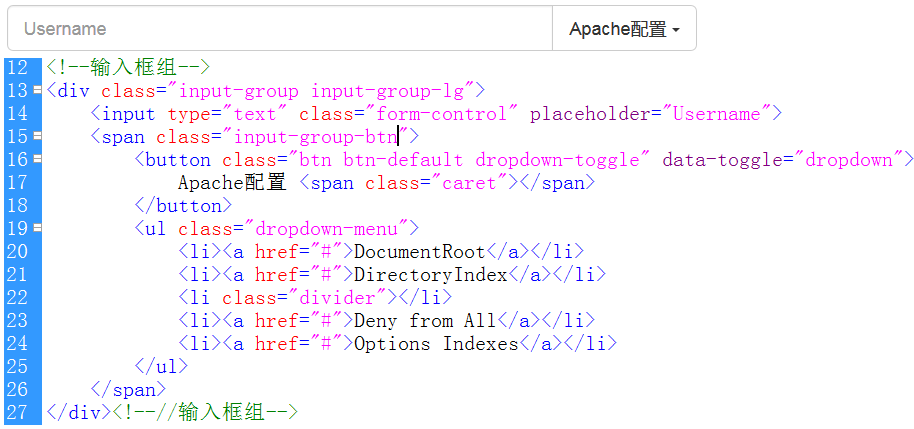 Username
Apache配置
12 <!--输入框组-->
13 <div class="input-group input-group-lg">
14 <input type="text" class="form-control" placeholder="Username">
15 <span class="input-group-btn">
16 <button class="btn btn-default dropdown-toggle" data-toggle="dropdown">
17 Apache配置 <span class="caret"></span>
18 </button>
19 <ul class="dropdown-menu">
20 <li><a href="#">DocumentRoot</a></li>
21 <li><a href="#">DirectoryIndex</a></li>
22 <li class="divider"></li>
23 <li><a href="#">Deny from All</a></li>
24 <li><a href="#">Options Indexes</a></li>
25 </ul>
26 </span>
27 </div><!--//输入框组-->